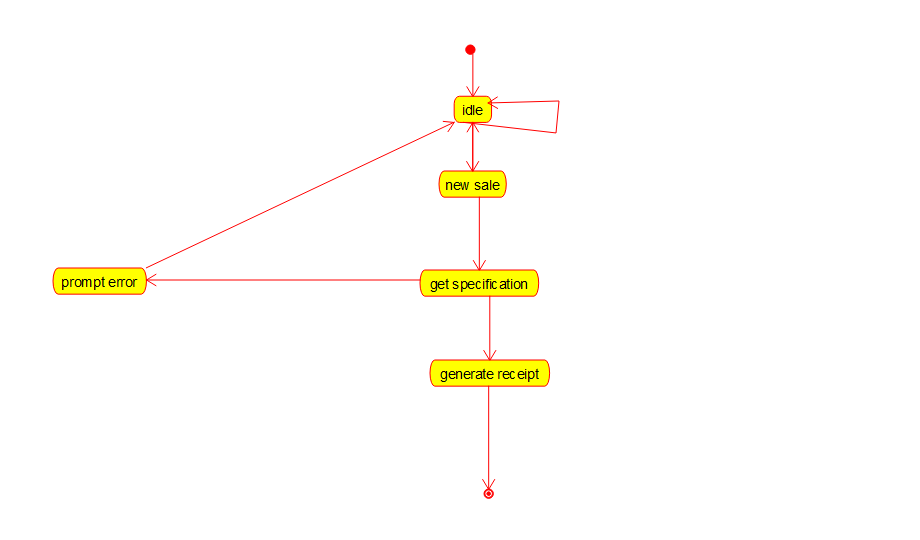 idle
new sale
prompt error
get specification
generate receipt